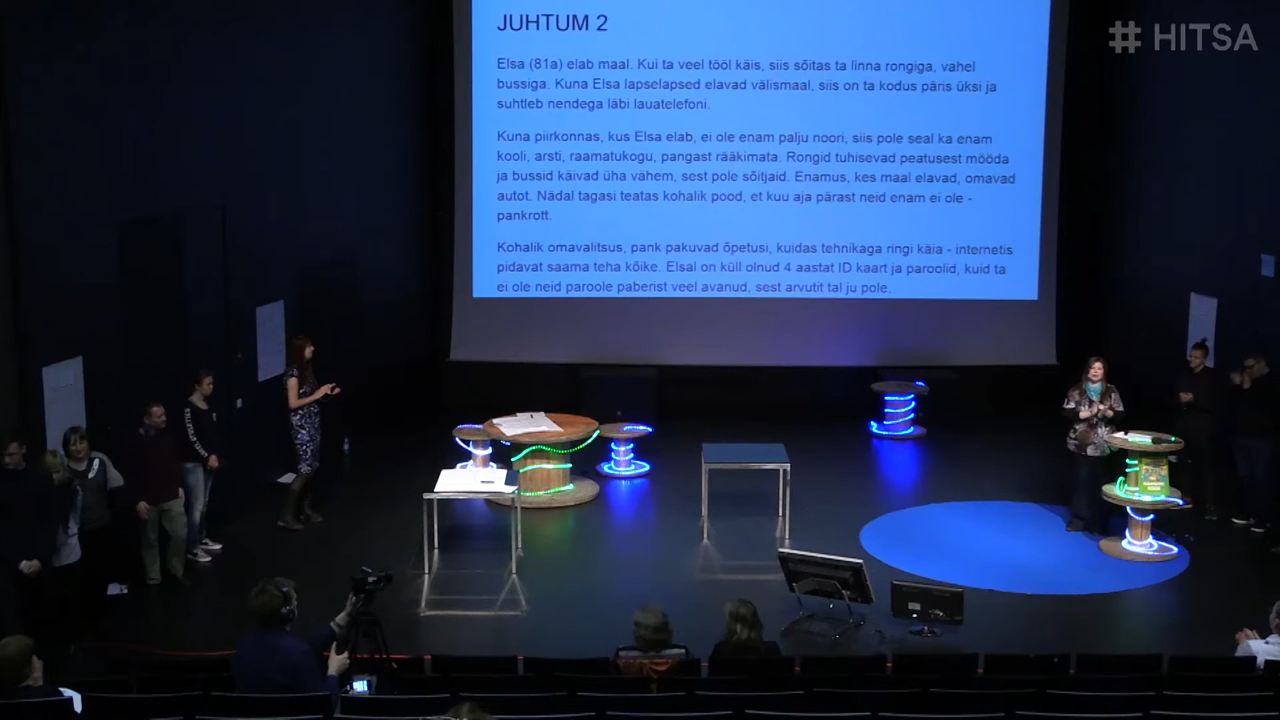 # HITSA
JUHTUM 2
Elsa (81a) elab maal. Kui ta veel tööl käis, siis sõitas ta linna rongiga, vahel
bussiga. Kuna Elsa lapselapsed elavad välismaal, siis on ta kodus päris üksi ja
suhtleb nendega läbi lauatelefoni.
Kuna piirkonnas, kus Elsa elab, ei ole enam palju noori, siis pole seal ka enam
kooli, arsti, raamatukogu, pangast rääkimata. Rongid tuhisevad peatusest mööda
ja bussid käivad üha vähem, sest pole sõitjaid. Enamus, kes maal elavad, omavad
autot. Nädal tagasi teatas kohalik pood, et kuu aja pärast neid enam ei ole -
pankrott.
Kohalik omavalitsus, pank pakuvad õpetusi, kuidas tehnikaga ringi käia - internetis
pidavat saama teha kõike. Elsal on küll olnud 4 aastat ID kaart ja paroolid, kuid ta
ei ole neid paroole paberist veel avanud, sest arvutit tal ju pole.